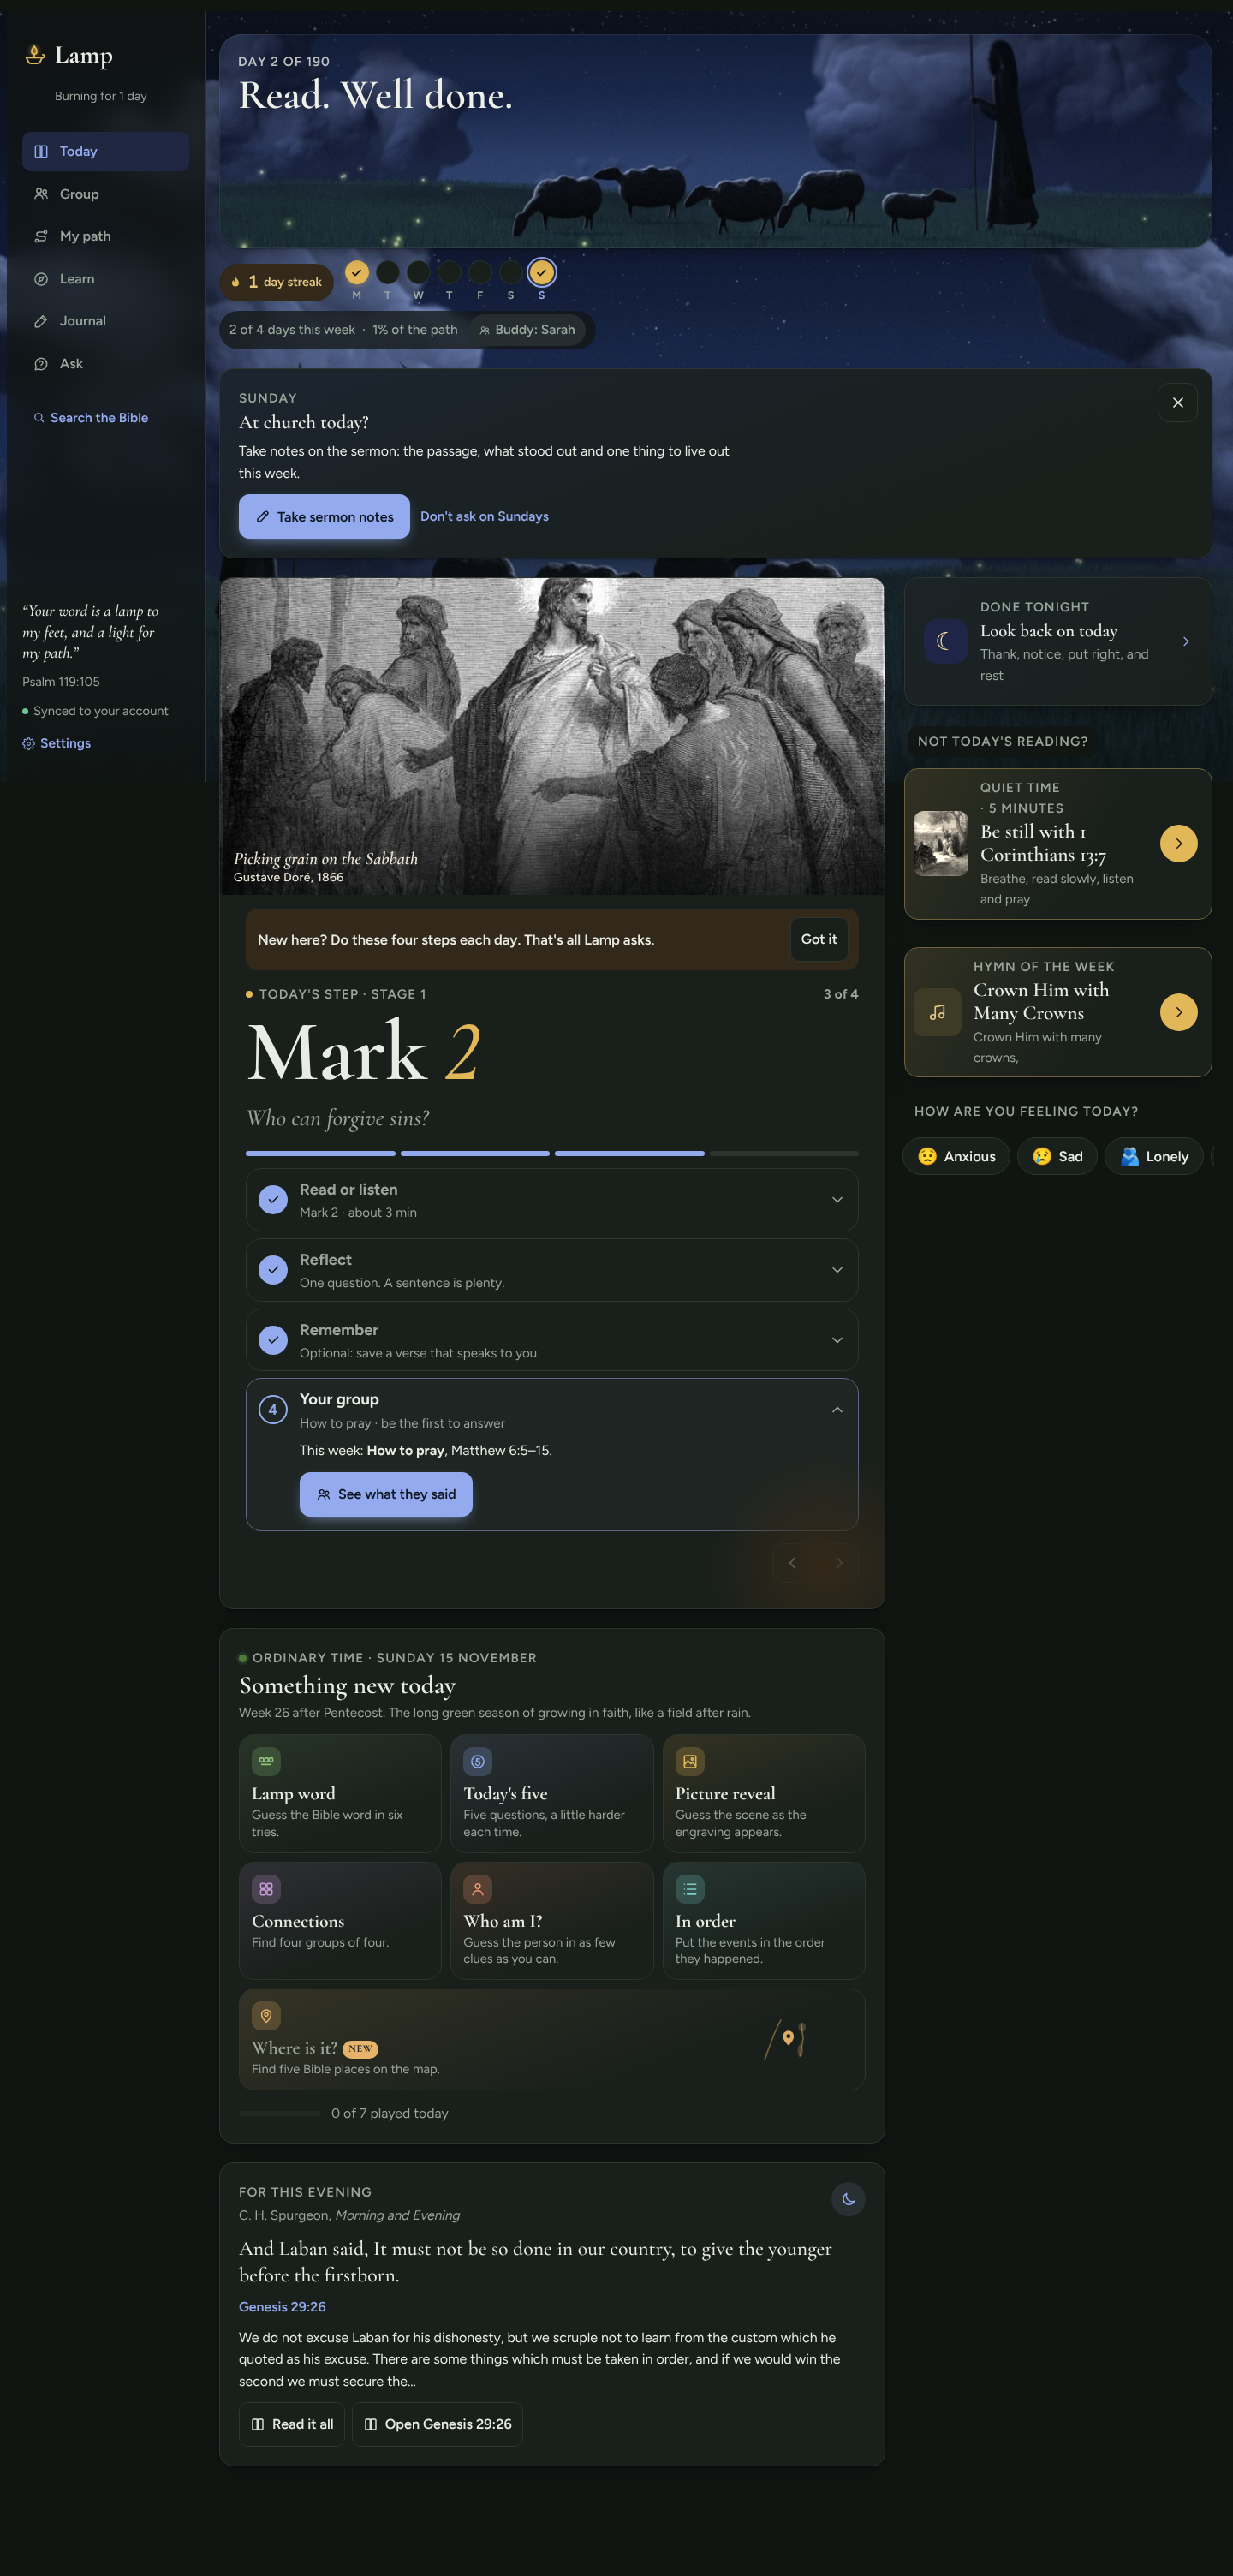 Lamp
Burning for 1 day
Today
Group
My path
Learn
Journal
Ask
Search the Bible
“Your word is a lamp to
my feet, and a light for
my path.”
Psalm 119:105
Synced to your account
Settings
DAY 2 OF 190
Read. Well done.
1 day streak
M T W T F S S
2 of 4 days this week · 1% of the path
Buddy: Sarah
SUNDAY
At church today?
Take notes on the sermon: the passage, what stood out and one thing to live out
this week.
Take sermon notes
Don't ask on Sundays
Picking grain on the Sabbath
Gustave Doré, 1866
New here? Do these four steps each day. That's all Lamp asks.
Got it
TODAY'S STEP · STAGE 1
3 of 4
Mark 2
Who can forgive sins?
Read or listen
Mark 2 · about 3 min
Reflect
One question. A sentence is plenty.
Remember
Optional: save a verse that speaks to you
4
Your group
How to pray · be the first to answer
This week: How to pray, Matthew 6:5–15.
See what they said
DONE TONIGHT
Look back on today
Thank, notice, put right, and
rest
NOT TODAY'S READING?
QUIET TIME
· 5 MINUTES
Be still with 1
Corinthians 13:7
Breathe, read slowly, listen
and pray
HYMN OF THE WEEK
Crown Him with
Many Crowns
Crown Him with many
crowns,
HOW ARE YOU FEELING TODAY?
Anxious
Sad
Lonely
ORDINARY TIME · SUNDAY 15 NOVEMBER
Something new today
Week 26 after Pentecost. The long green season of growing in faith, like a field after rain.
Lamp word
Guess the Bible word in six
tries.
5
Today's five
Five questions, a little harder
each time.
Picture reveal
Guess the scene as the
engraving appears.
Connections
Find four groups of four.
Who am I?
Guess the person in as few
clues as you can.
In order
Put the events in the order
they happened.
Where is it? NEW
Find five Bible places on the map.
0 of 7 played today
FOR THIS EVENING
C. H. Spurgeon, Morning and Evening
And Laban said, It must not be so done in our country, to give the younger
before the firstborn.
Genesis 29:26
We do not excuse Laban for his dishonesty, but we scruple not to learn from the custom which he
quoted as his excuse. There are some things which must be taken in order, and if we would win the
second we must secure the…
Read it all
Open Genesis 29:26